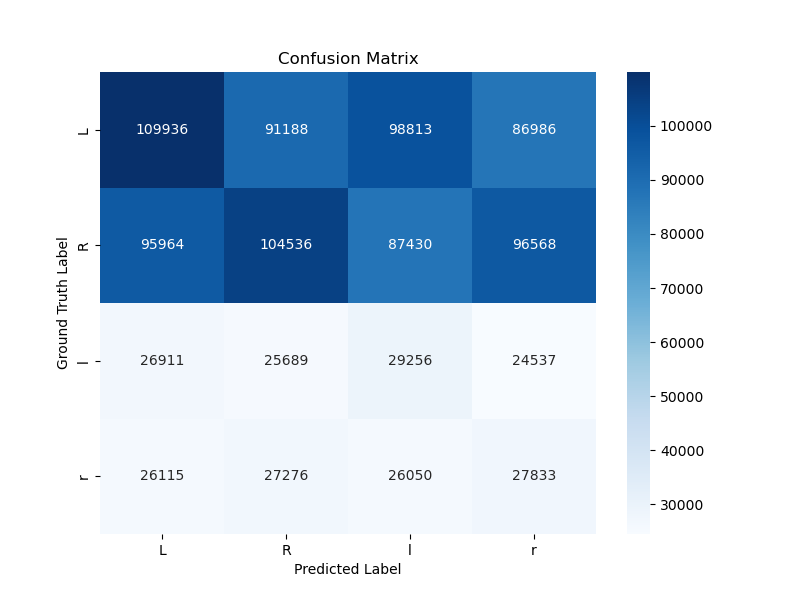 Confusion Matrix
L 109936 91188 98813 86986
R 95964 104536 87430 96568
l 26911 25689 29256 24537
r 26115 27276 26050 27833
L R l r
Predicted Label
Ground Truth Label
100000
90000
80000
70000
60000
50000
40000
30000